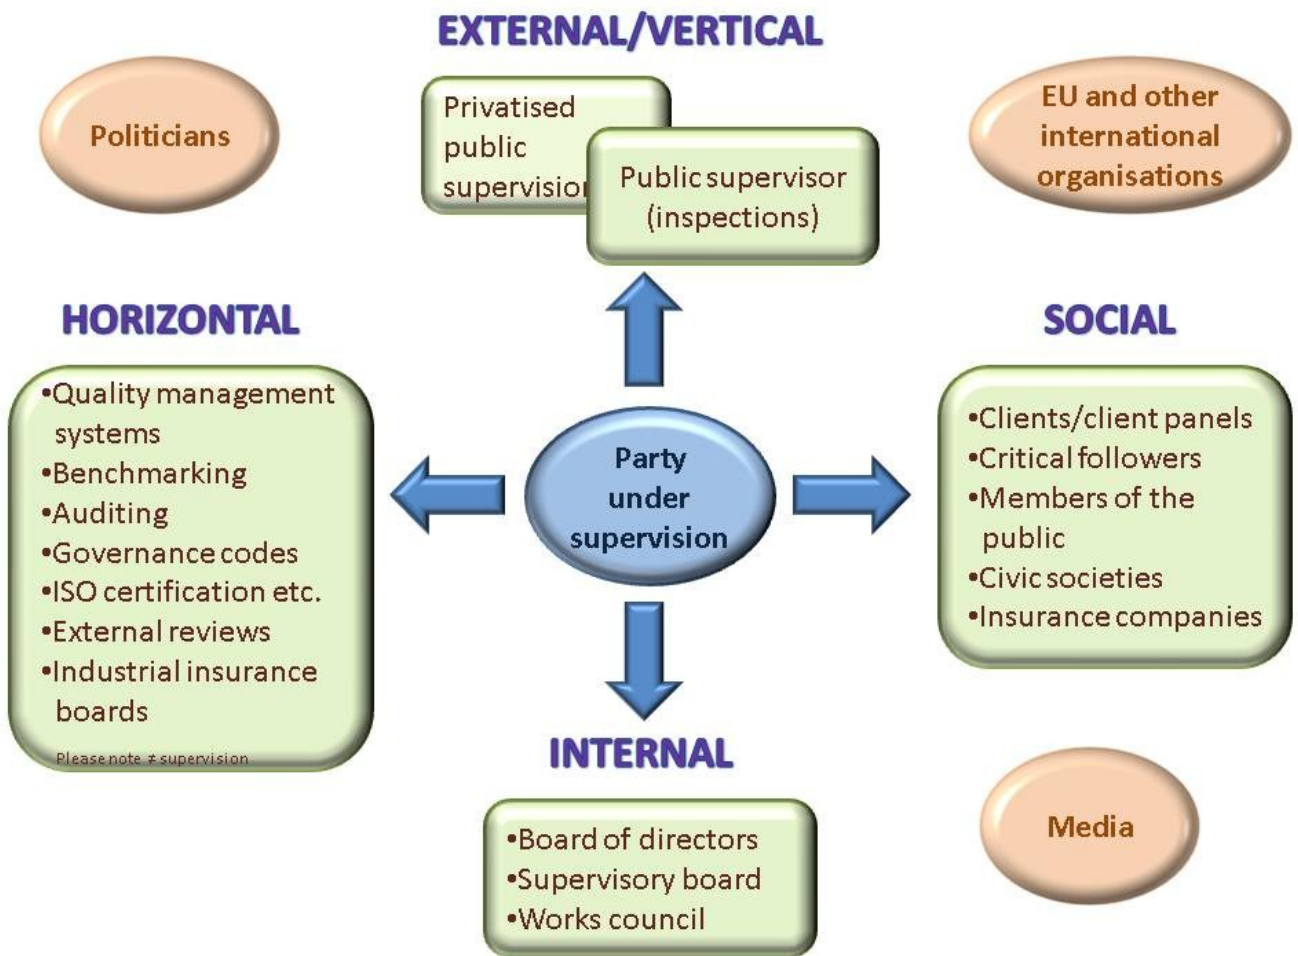 EXTERNAL/VERTICAL
Politicians
Privatised
public
supervision
Public supervisor
(inspections)
EU and other
international
organisations
HORIZONTAL
•Quality management
systems
•Benchmarking
•Auditing
•Governance codes
•ISO certification etc.
•External reviews
•Industrial insurance
boards
Please note ≠ supervision
Party
under
supervision
SOCIAL
•Clients/client panels
•Critical followers
•Members of the
public
•Civic societies
•Insurance companies
INTERNAL
•Board of directors
•Supervisory board
•Works council
Media